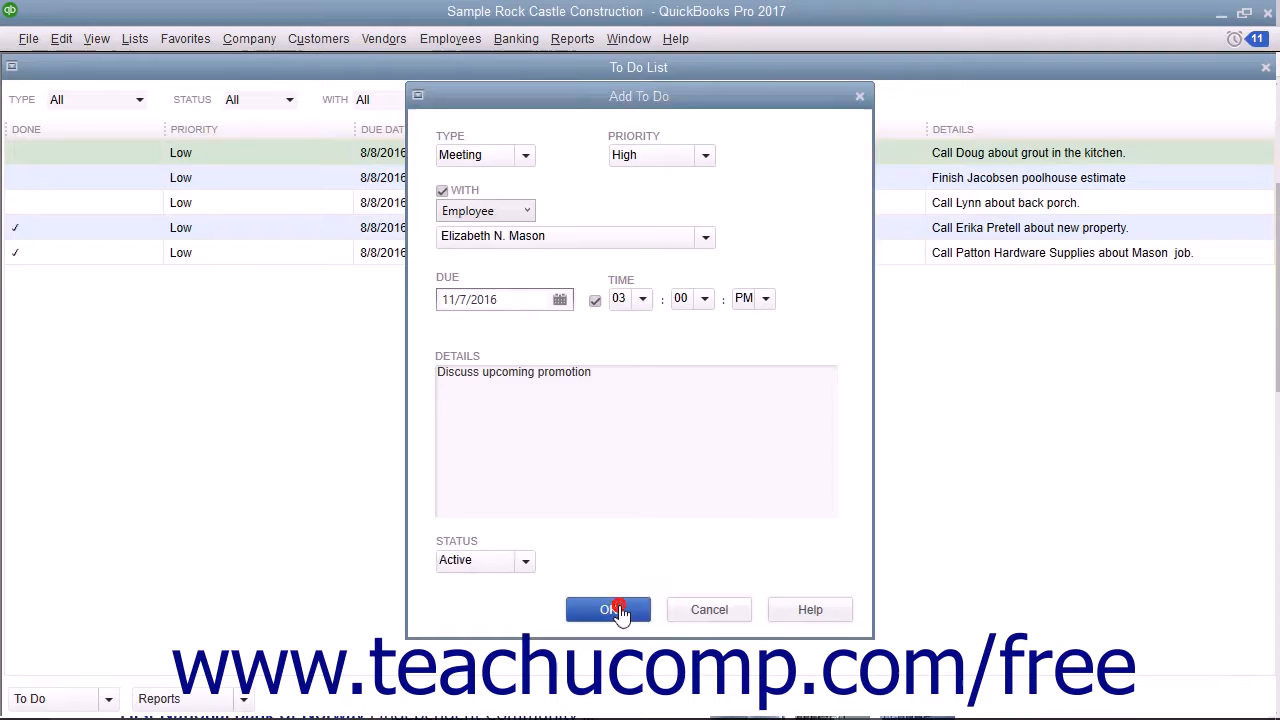 Sample Rock Castle Construction - QuickBooks Pro 2017
File Edit View Lists Favorites Company Customers Vendors Employees Banking Reports Window Help 11
To Do List
TYPE All STATUS All WITH All
Add To Do
DONE PRIORITY DUE DAT DETAILS
Low 8/8/2016 Call Doug about grout in the kitchen.
Low 8/8/2016 Finish Jacobsen poolhouse estimate
Low 8/8/2016 Call Lynn about back porch.
✓ Low 8/8/2016 Call Erika Pretell about new property.
✓ Low 8/8/2016 Call Patton Hardware Supplies about Mason job.
TYPE PRIORITY
Meeting High
WITH
Employee
Elizabeth N. Mason
DUE TIME
11/7/2016 03 : 00 : PM
DETAILS
Discuss upcoming promotion
STATUS
Active
Cancel Help
www.teachucomp.com/free
To Do Reports